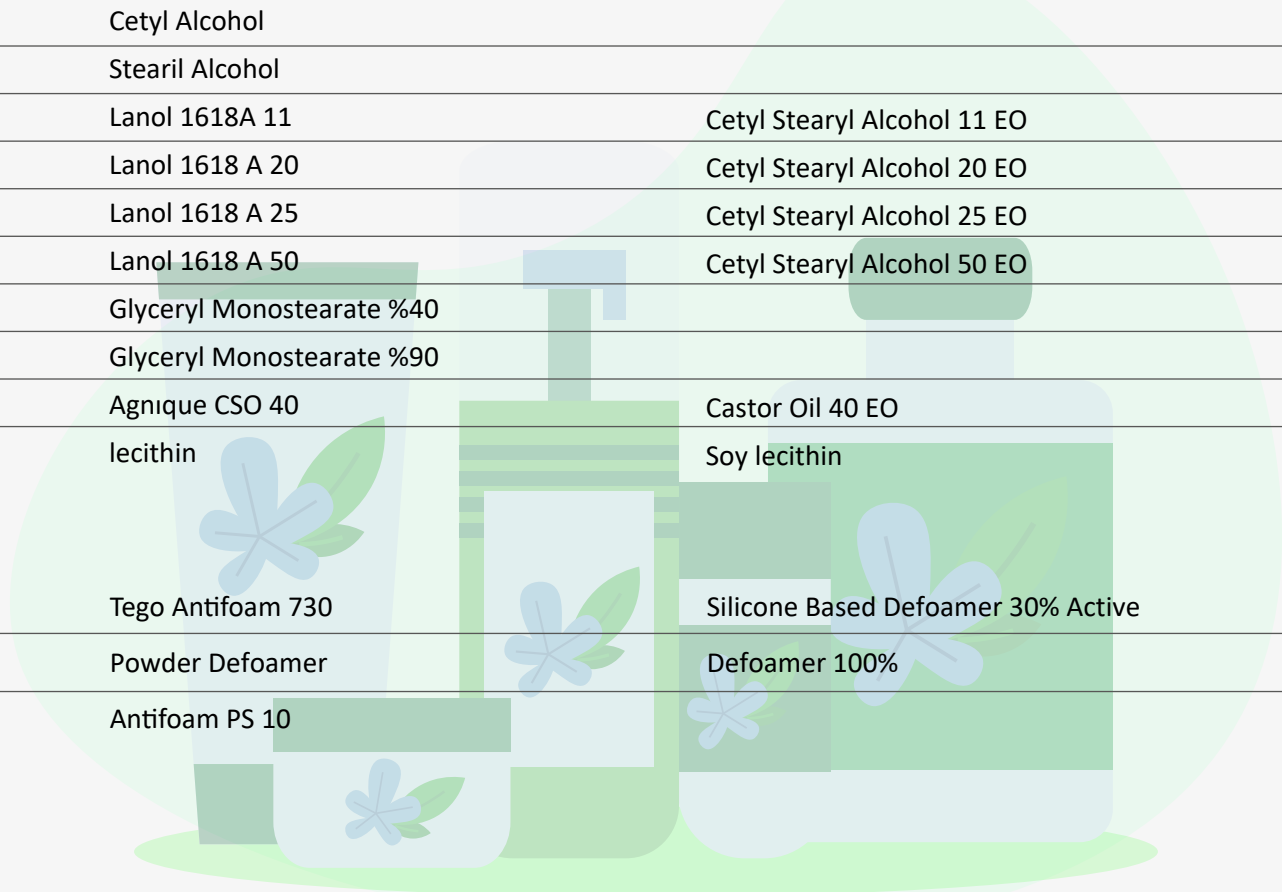 Cetyl Alcohol
Stearil Alcohol
Lanol 1618A 11 Cetyl Stearyl Alcohol 11 EO
Lanol 1618 A 20 Cetyl Stearyl Alcohol 20 EO
Lanol 1618 A 25 Cetyl Stearyl Alcohol 25 EO
Lanol 1618 A 50 Cetyl Stearyl Alcohol 50 EO
Glyceryl Monostearate %40
Glyceryl Monostearate %90
Agnıque CSO 40 Castor Oil 40 EO
lecithin Soy lecithin
Tego Antifoam 730 Silicone Based Defoamer 30% Active
Powder Defoamer Defoamer 100%
Antifoam PS 10